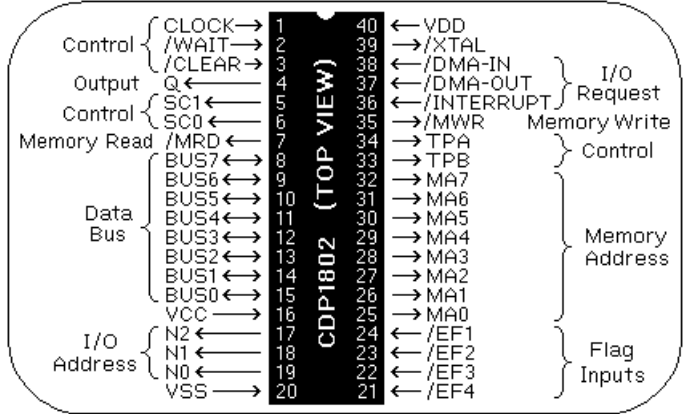 CLOCK→ 1 40 ←VDD
Control /WAIT→ 2 39 →/XTAL
/CLEAR→ 3 38 ←/DMA-IN
Output Q← 4 37 ←/DMA-OUT I/O
Control SC1← 5 36 ←/INTERRUPT Request
SC0← 6 35 →/MWR Memory Write
Memory Read /MRD← 7 34 →TPA
BUS7↔ 8 33 →TPB Control
BUS6↔ 9 32 →MA7
BUS5↔ 10 31 →MA6
Data BUS4↔ 11 30 →MA5
Bus BUS3↔ 12 29 →MA4 Memory
BUS2↔ 13 28 →MA3 Address
BUS1↔ 14 27 →MA2
BUS0↔ 15 26 →MA1
VCC→ 16 25 →MA0
I/O N2← 17 24 ←/EF1
Address N1← 18 23 ←/EF2 Flag
N0← 19 22 ←/EF3 Inputs
VSS→ 20 21 ←/EF4
CDP1802 (TOP VIEW)